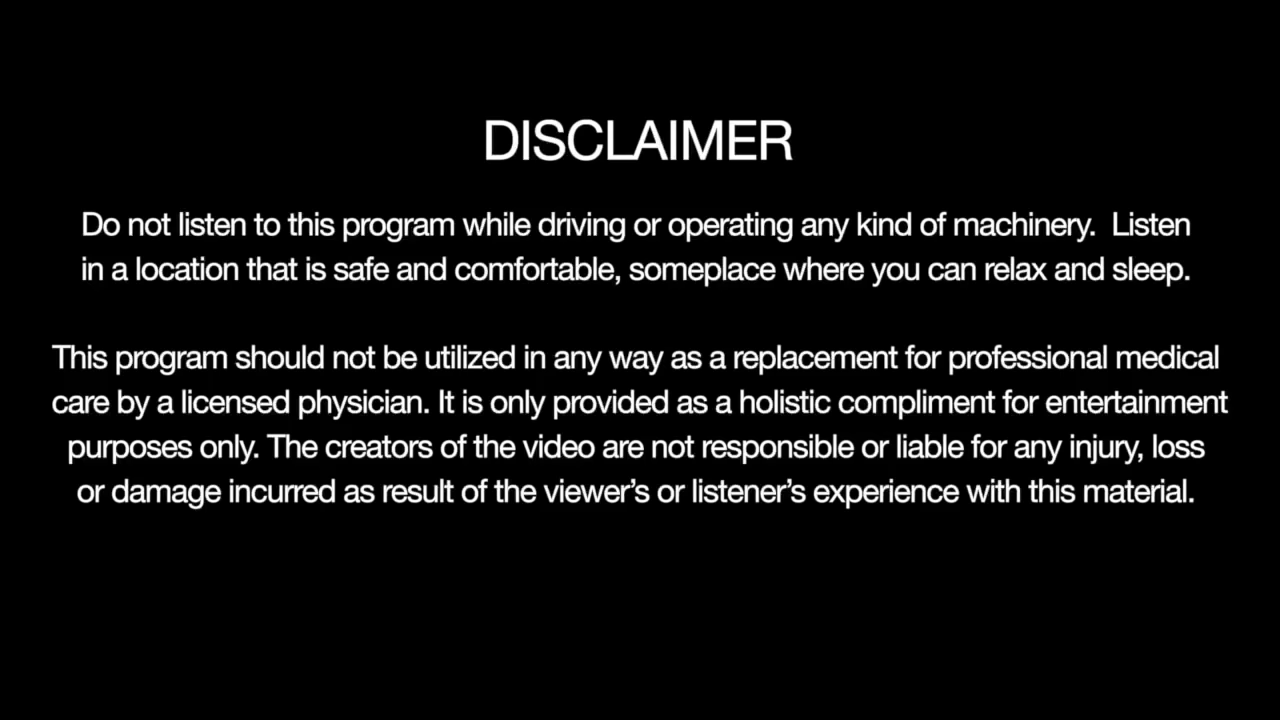 DISCLAIMER
Do not listen to this program while driving or operating any kind of machinery.  Listen
in a location that is safe and comfortable, someplace where you can relax and sleep.
This program should not be utilized in any way as a replacement for professional medical
care by a licensed physician. It is only provided as a holistic compliment for entertainment
purposes only. The creators of the video are not responsible or liable for any injury, loss
or damage incurred as result of the viewer’s or listener’s experience with this material.